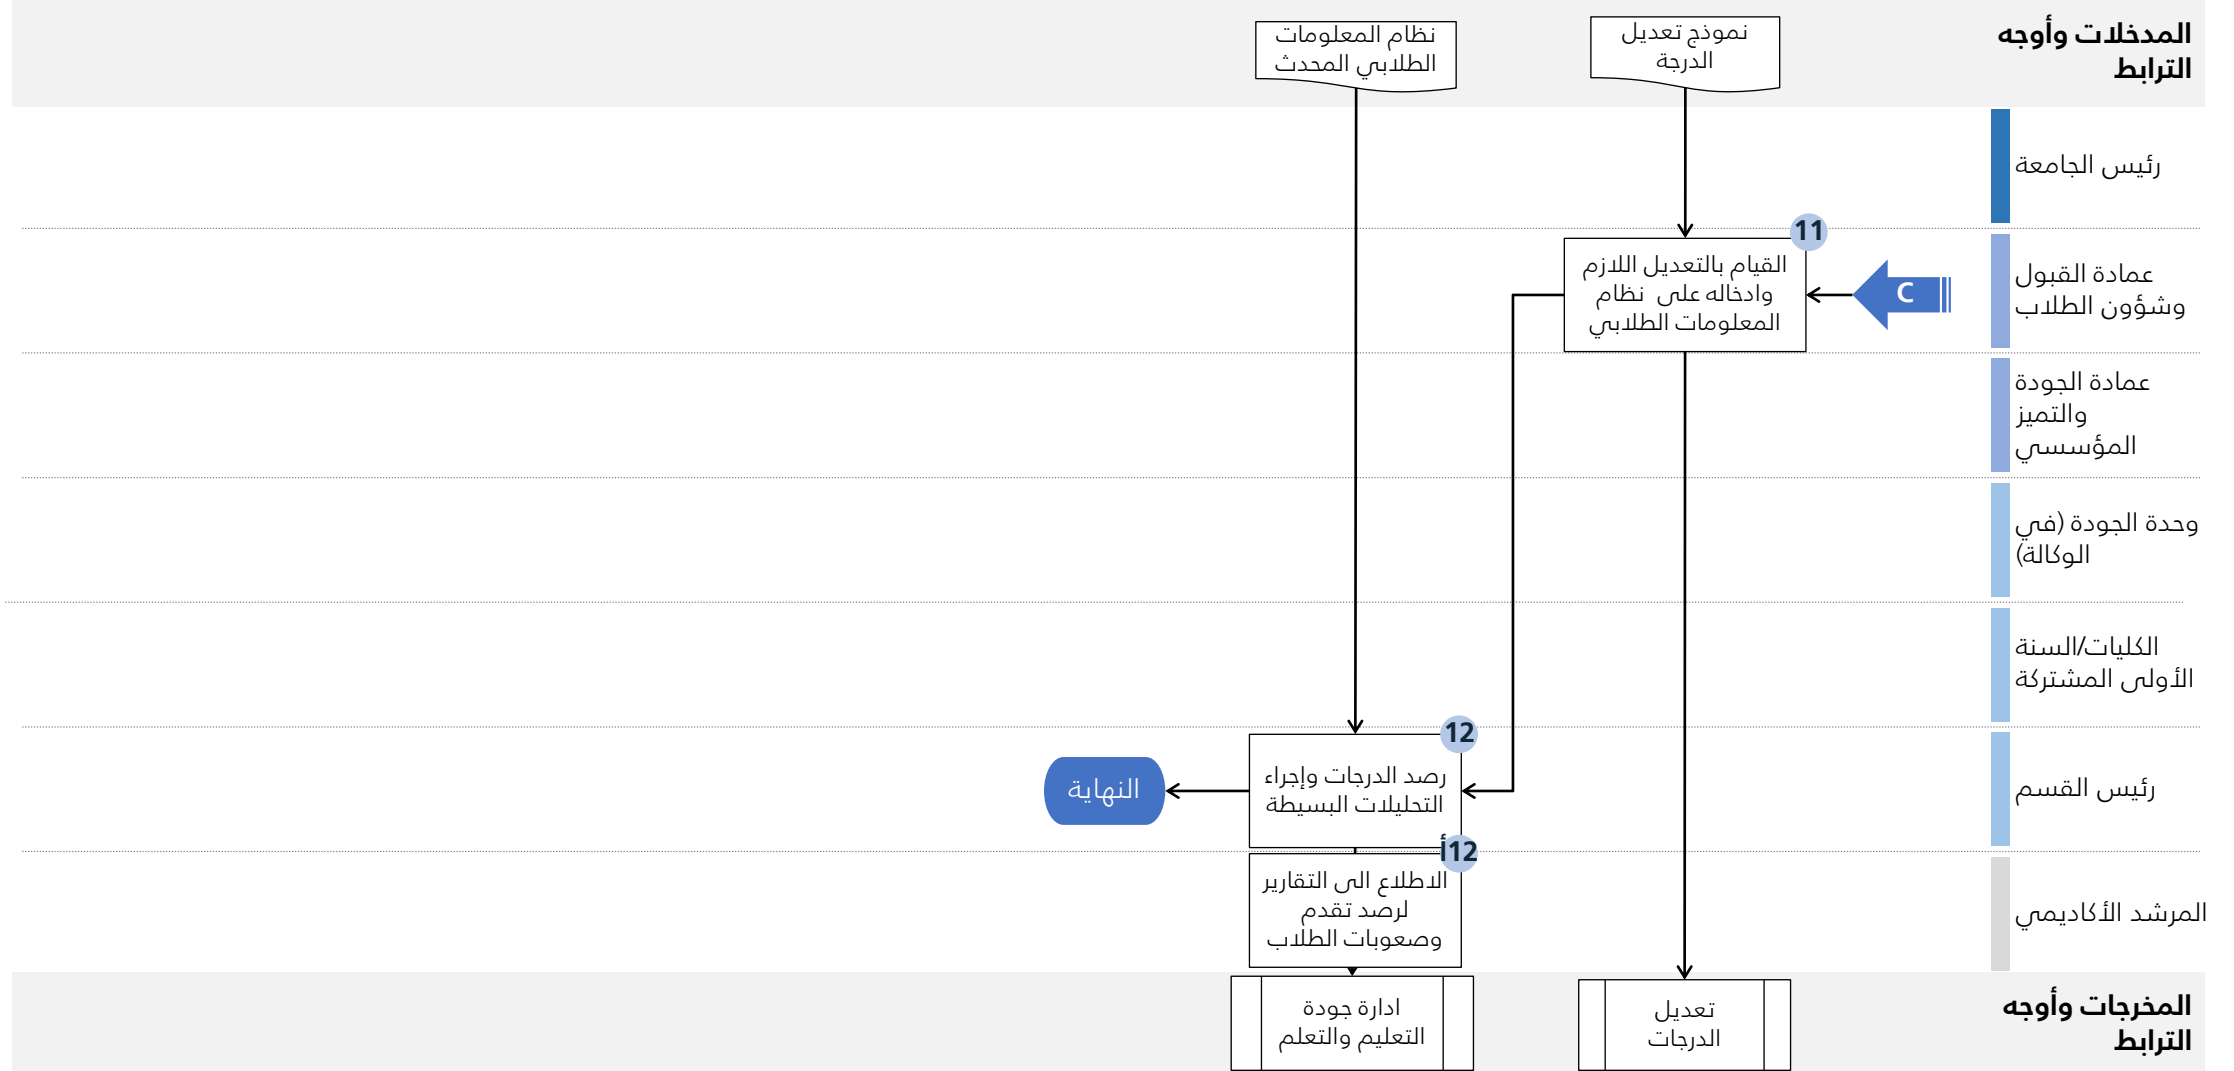 المدخلات وأوجه
الترابط
نموذج تعديل
الدرجة
نظام المعلومات
الطلابي المحدث
رئيس الجامعة
عمادة القبول
وشؤون الطلاب
C
11
القيام بالتعديل اللازم
وادخاله على نظام
المعلومات الطلابي
عمادة الجودة
والتميز
المؤسسي
وحدة الجودة (في
الوكالة)
الكليات/السنة
الأولى المشتركة
رئيس القسم
12
رصد الدرجات وإجراء
التحليلات البسيطة
النهاية
المرشد الأكاديمي
12أ
الاطلاع الى التقارير
لرصد تقدم
وصعوبات الطلاب
المخرجات وأوجه
الترابط
تعديل
الدرجات
ادارة جودة
التعليم والتعلم